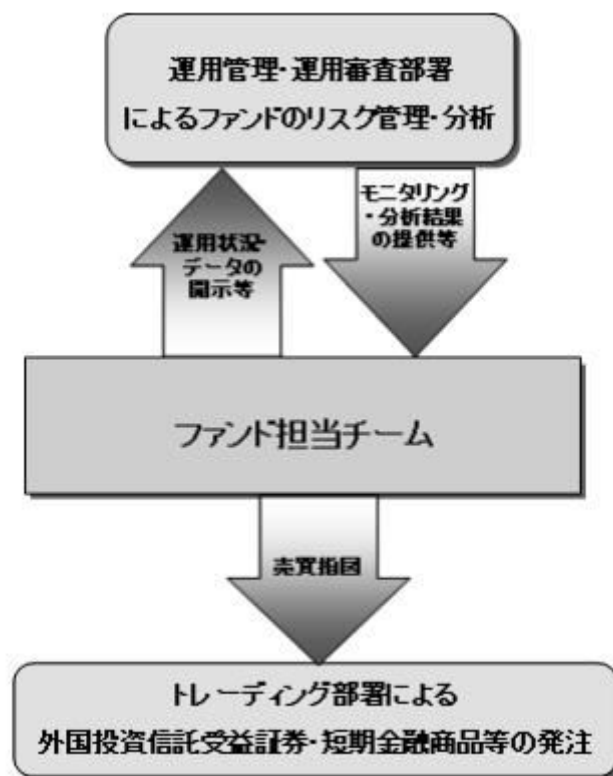 運用管理・運用審査部署
によるファンドのリスク管理・分析
運用状況・
データの
開示等
モニタリング
・分析結果
の提供等
ファンド担当チーム
売買指図
トレーディング部署による
外国投資信託受益証券・短期金融商品等の発注